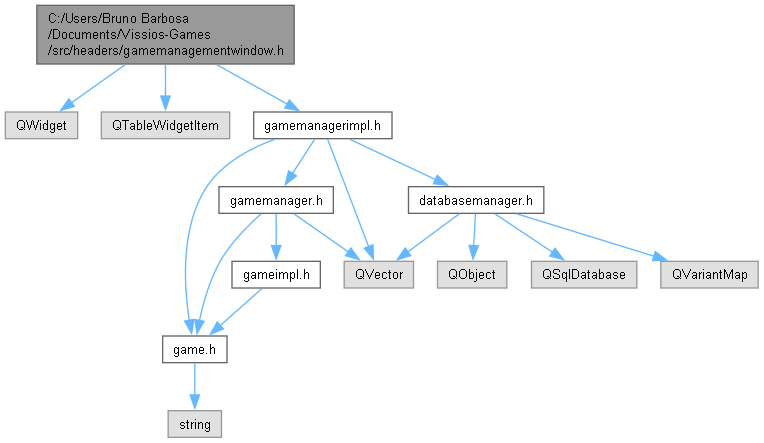 C:/Users/Bruno Barbosa
/Documents/Vissios-Games
/src/headers/gamemanagementwindow.h
QWidget
QTableWidgetItem
gamemanagerimpl.h
gamemanager.h
databasemanager.h
gameimpl.h
QVector
QObject
QSqlDatabase
QVariantMap
game.h
string